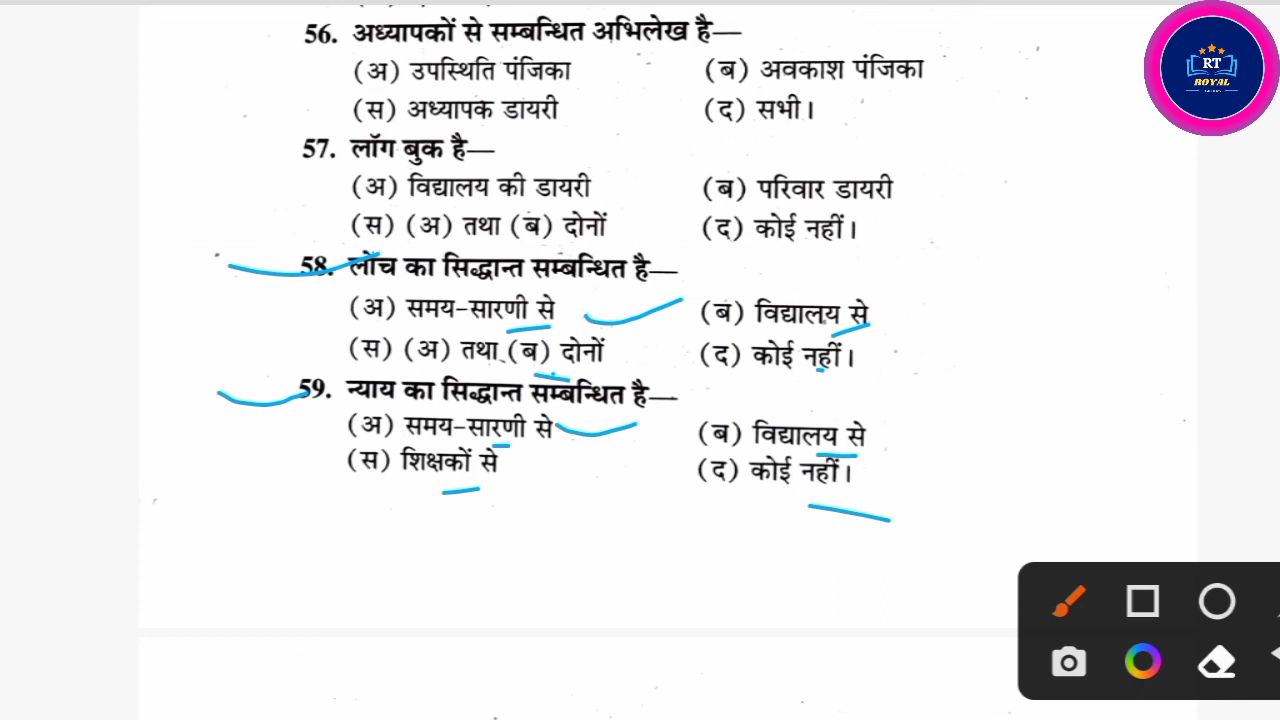 56. अध्यापकों से सम्बन्धित अभिलेख है—
(अ) उपस्थिति पंजिका (ब) अवकाश पंजिका
(स) अध्यापक डायरी (द) सभी।
57. लॉग बुक है—
(अ) विद्यालय की डायरी (ब) परिवार डायरी
(स) (अ) तथा (ब) दोनों (द) कोई नहीं।
58. लोच का सिद्धान्त सम्बन्धित है—
(अ) समय-सारणी से (ब) विद्यालय से
(स) (अ) तथा (ब) दोनों (द) कोई नहीं।
59. न्याय का सिद्धान्त सम्बन्धित है—
(अ) समय-सारणी से (ब) विद्यालय से
(स) शिक्षकों से (द) कोई नहीं।
RT
ROYAL